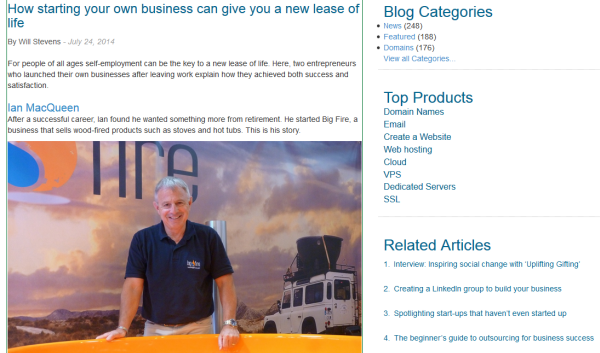 How starting your own business can give you a new lease of
life
By Will Stevens - July 24, 2014
For people of all ages self-employment can be the key to a new lease of life. Here, two entrepreneurs
who launched their own businesses after leaving work explain how they achieved both success and
satisfaction.
Ian MacQueen
After a successful career, Ian found he wanted something more from retirement. He started Big Fire, a
business that sells wood-fired products such as stoves and hot tubs. This is his story.
fire
Blog Categories
• News (248)
• Featured (188)
• Domains (176)
View all Categories...
Top Products
Domain Names
Email
Create a Website
Web hosting
Cloud
VPS
Dedicated Servers
SSL
Related Articles
1. Interview: Inspiring social change with 'Uplifting Gifting'
2. Creating a LinkedIn group to build your business
3. Spotlighting start-ups that haven't even started up
4. The beginner's guide to outsourcing for business success